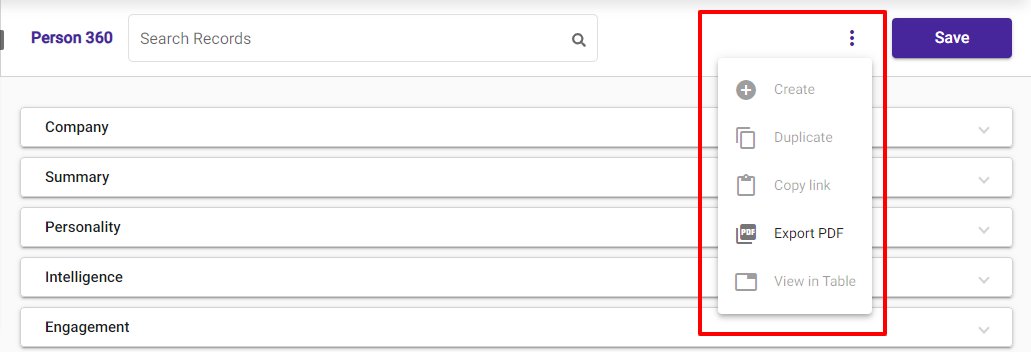 Person 360
Search Records
Save
Create
Duplicate
Copy link
PDF
Export PDF
View in Table
Company
Summary
Personality
Intelligence
Engagement